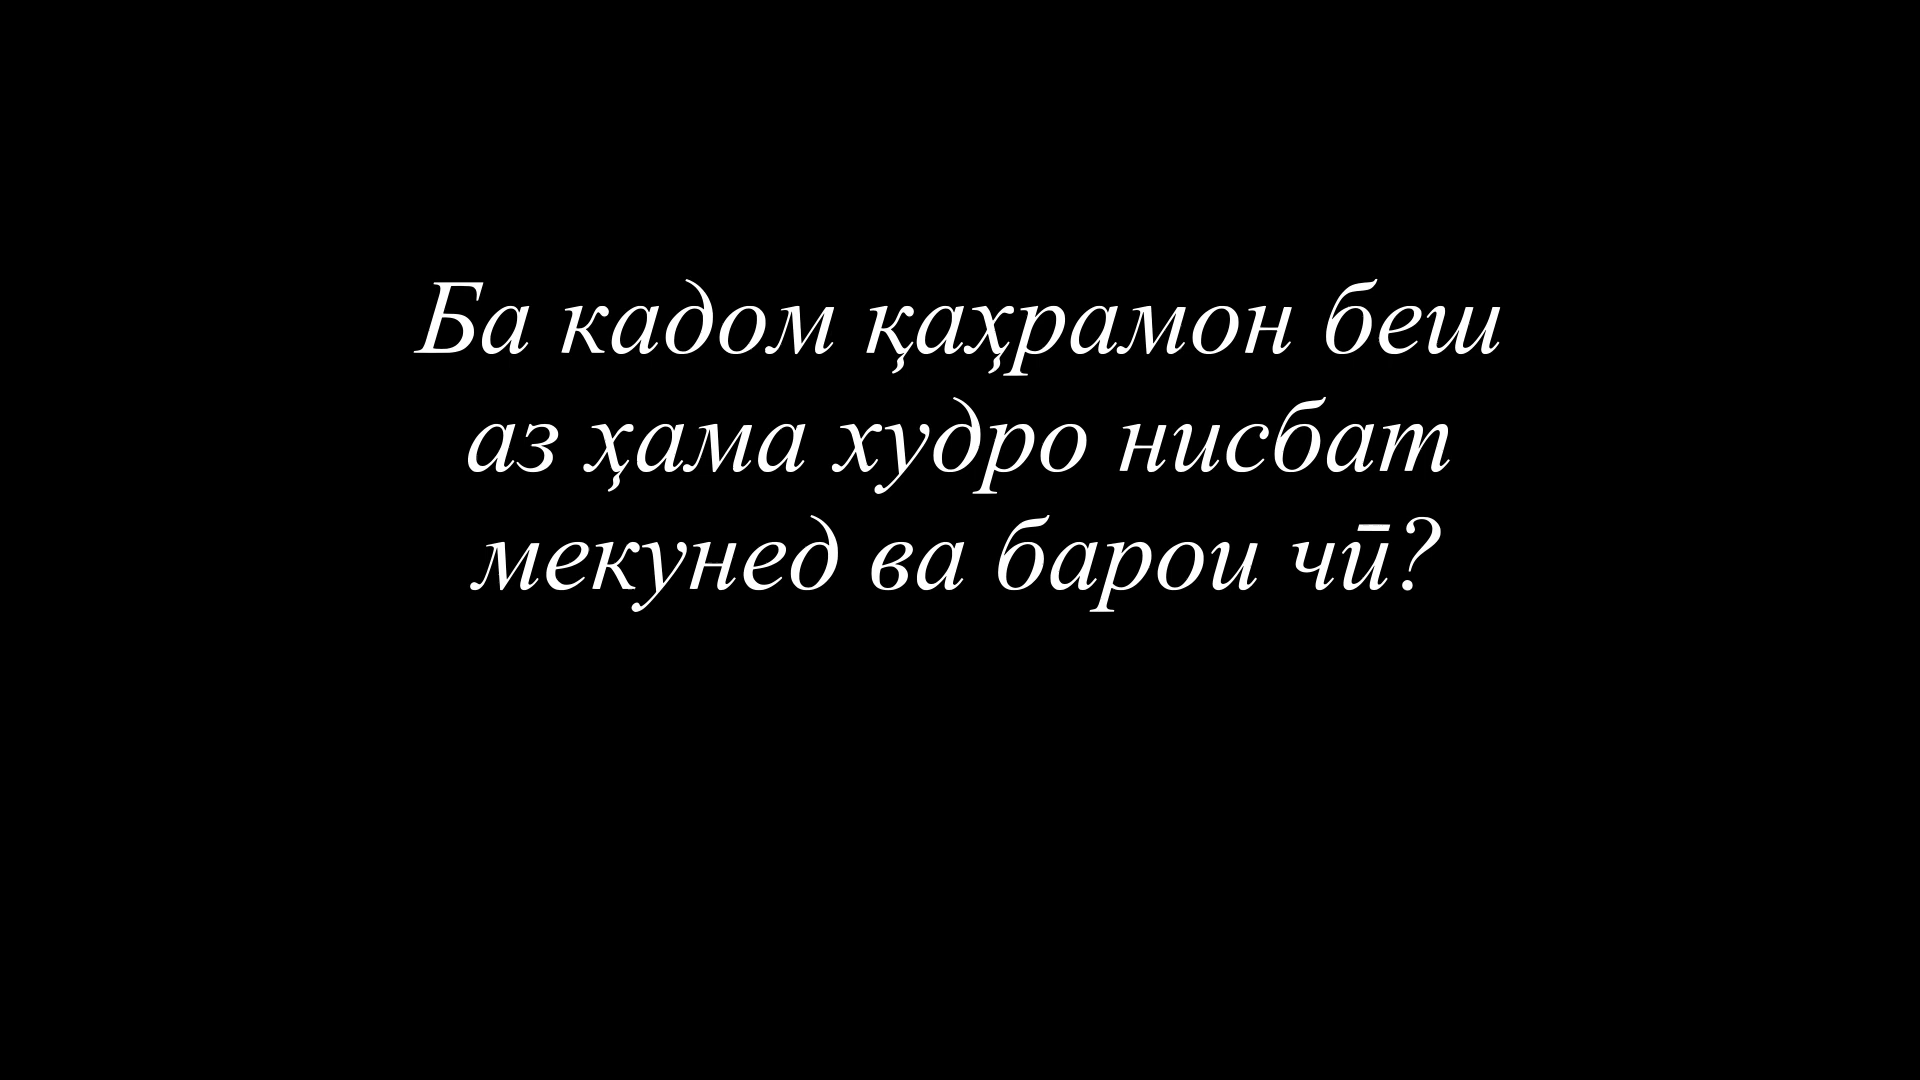 Ба кадом қаҳрамон беш
аз ҳама худро нисбат
мекунед ва барои чӣ?